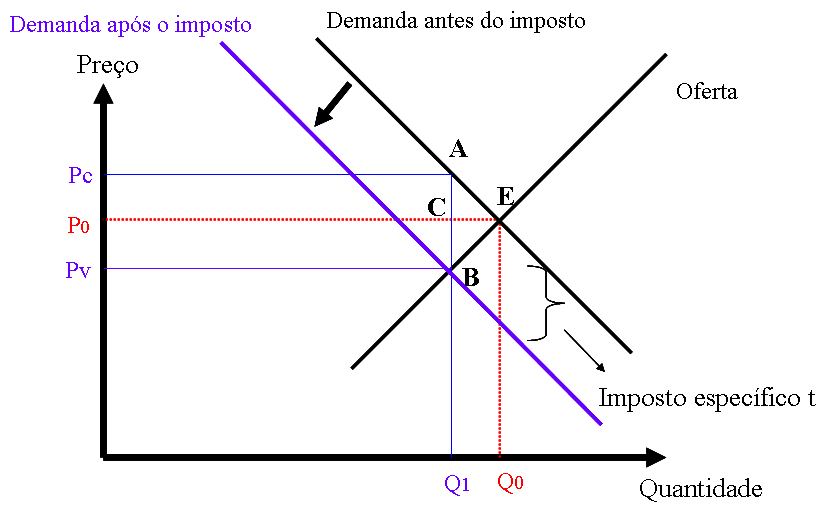 Demanda após o imposto
Demanda antes do imposto
Preço
Oferta
A
Pc
E
C
P0
Pv
B
Imposto específico t
Q1
Q0
Quantidade